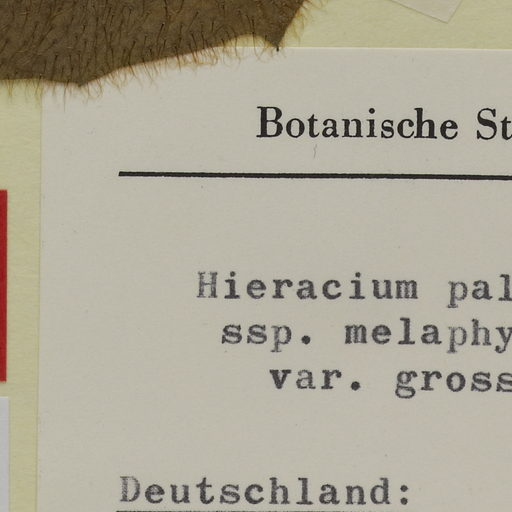 Botanische St
Hieracium pal
ssp. melaphy
var. gross
Deutschland: